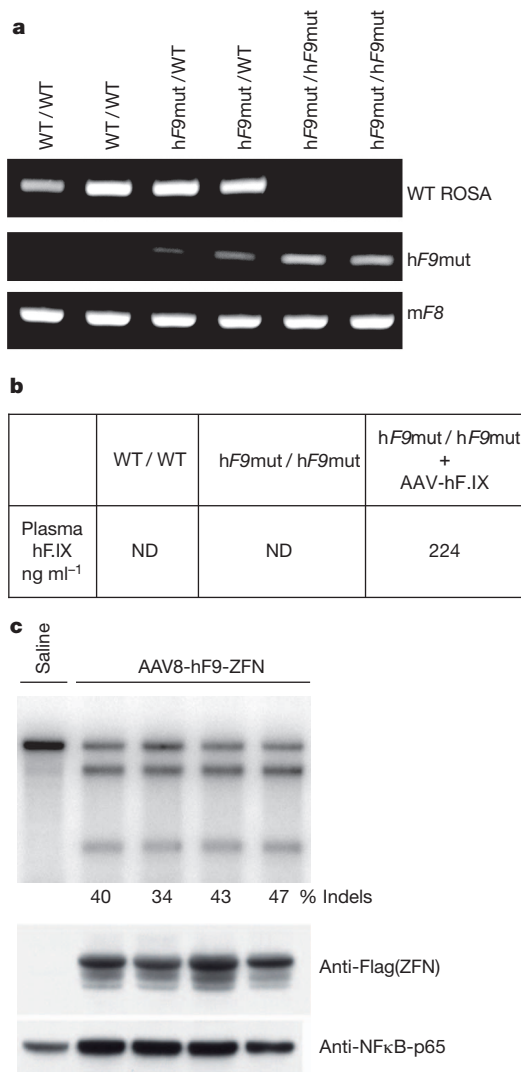 a
WT / WT
WT / WT
hF9mut / WT
hF9mut / WT
hF9mut / hF9mut
hF9mut / hF9mut
WT ROSA
hF9mut
mF8
b
WT / WT
hF9mut / hF9mut
hF9mut / hF9mut
+
AAV-hF.IX
Plasma
hF.IX
ng ml⁻¹
ND
ND
224
c
Saline
AAV8-hF9-ZFN
40 34 43 47 % Indels
Anti-Flag(ZFN)
Anti-NFκB-p65